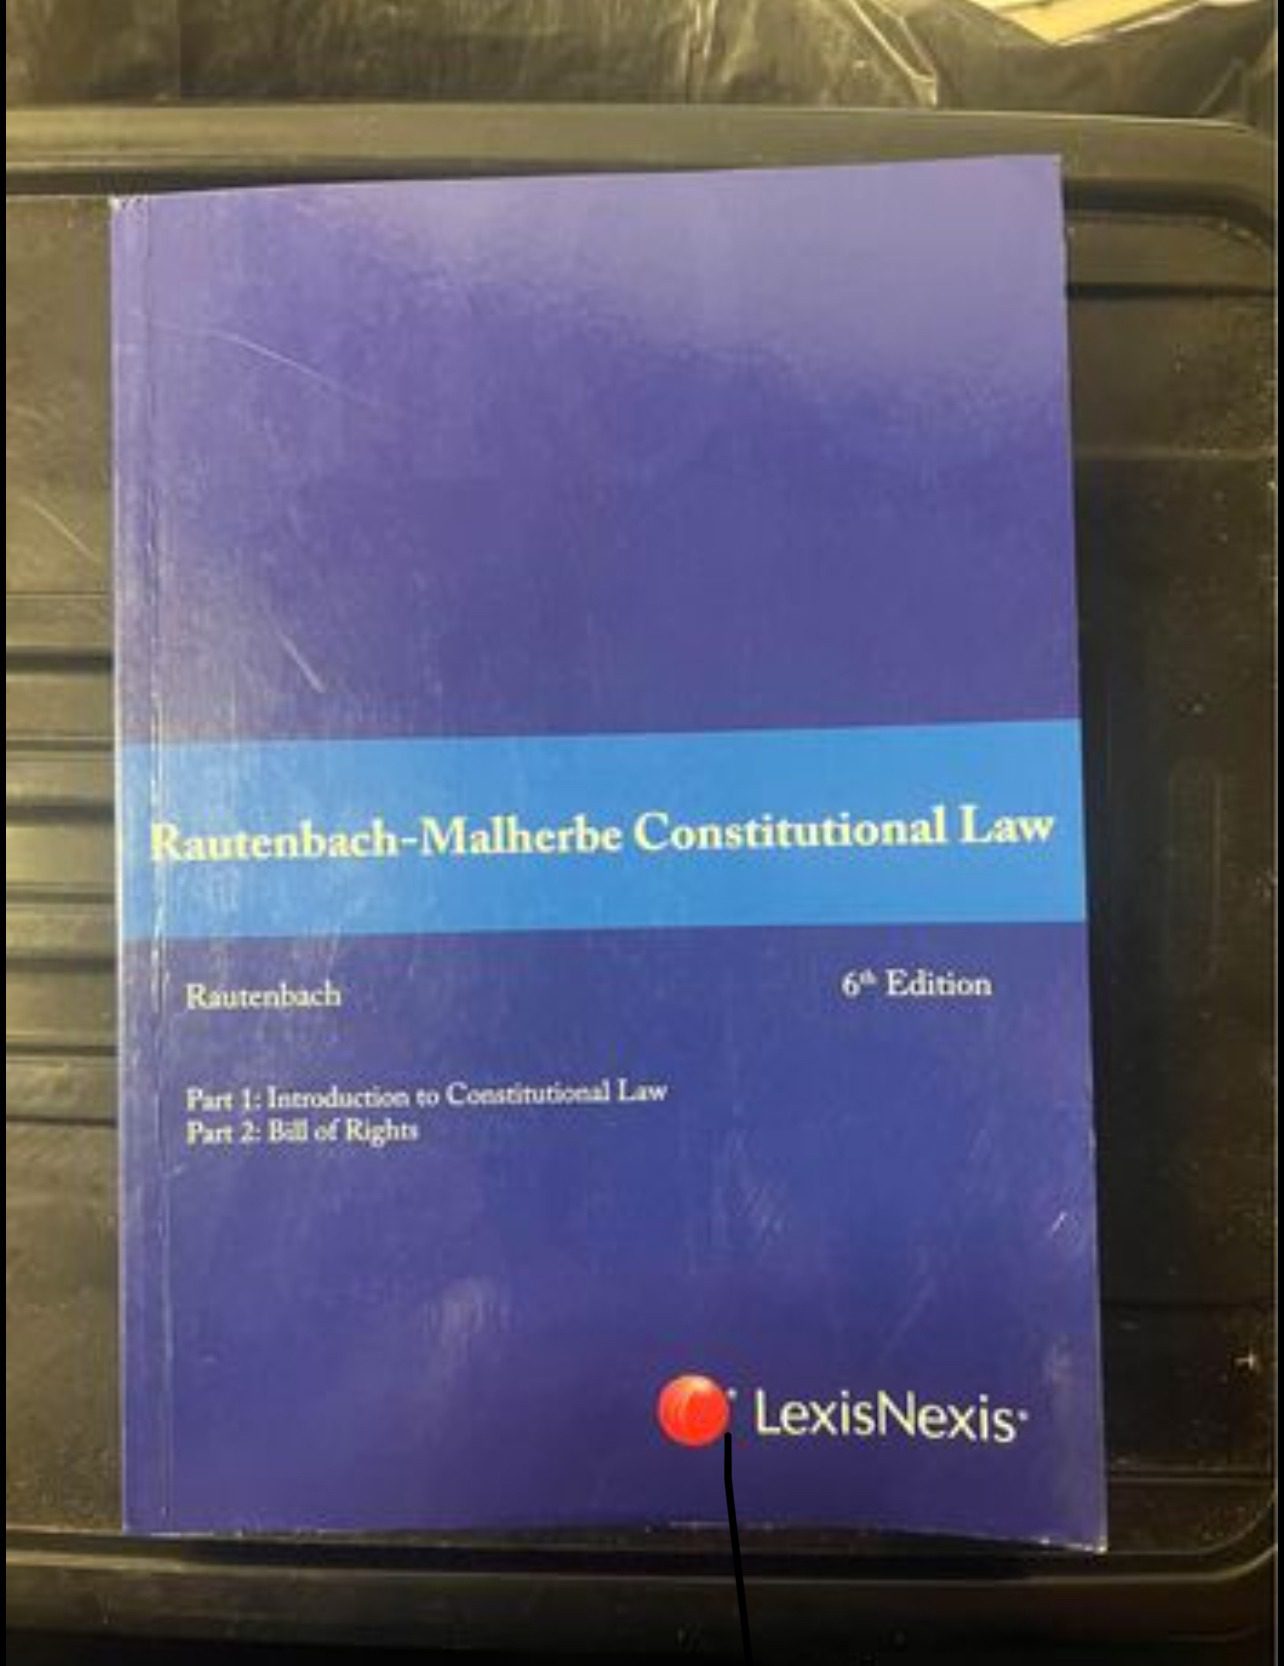 Rautenbach-Malherbe Constitutional Law
Rautenbach
6th Edition
Part 1: Introduction to Constitutional Law
Part 2: Bill of Rights
LexisNexis®